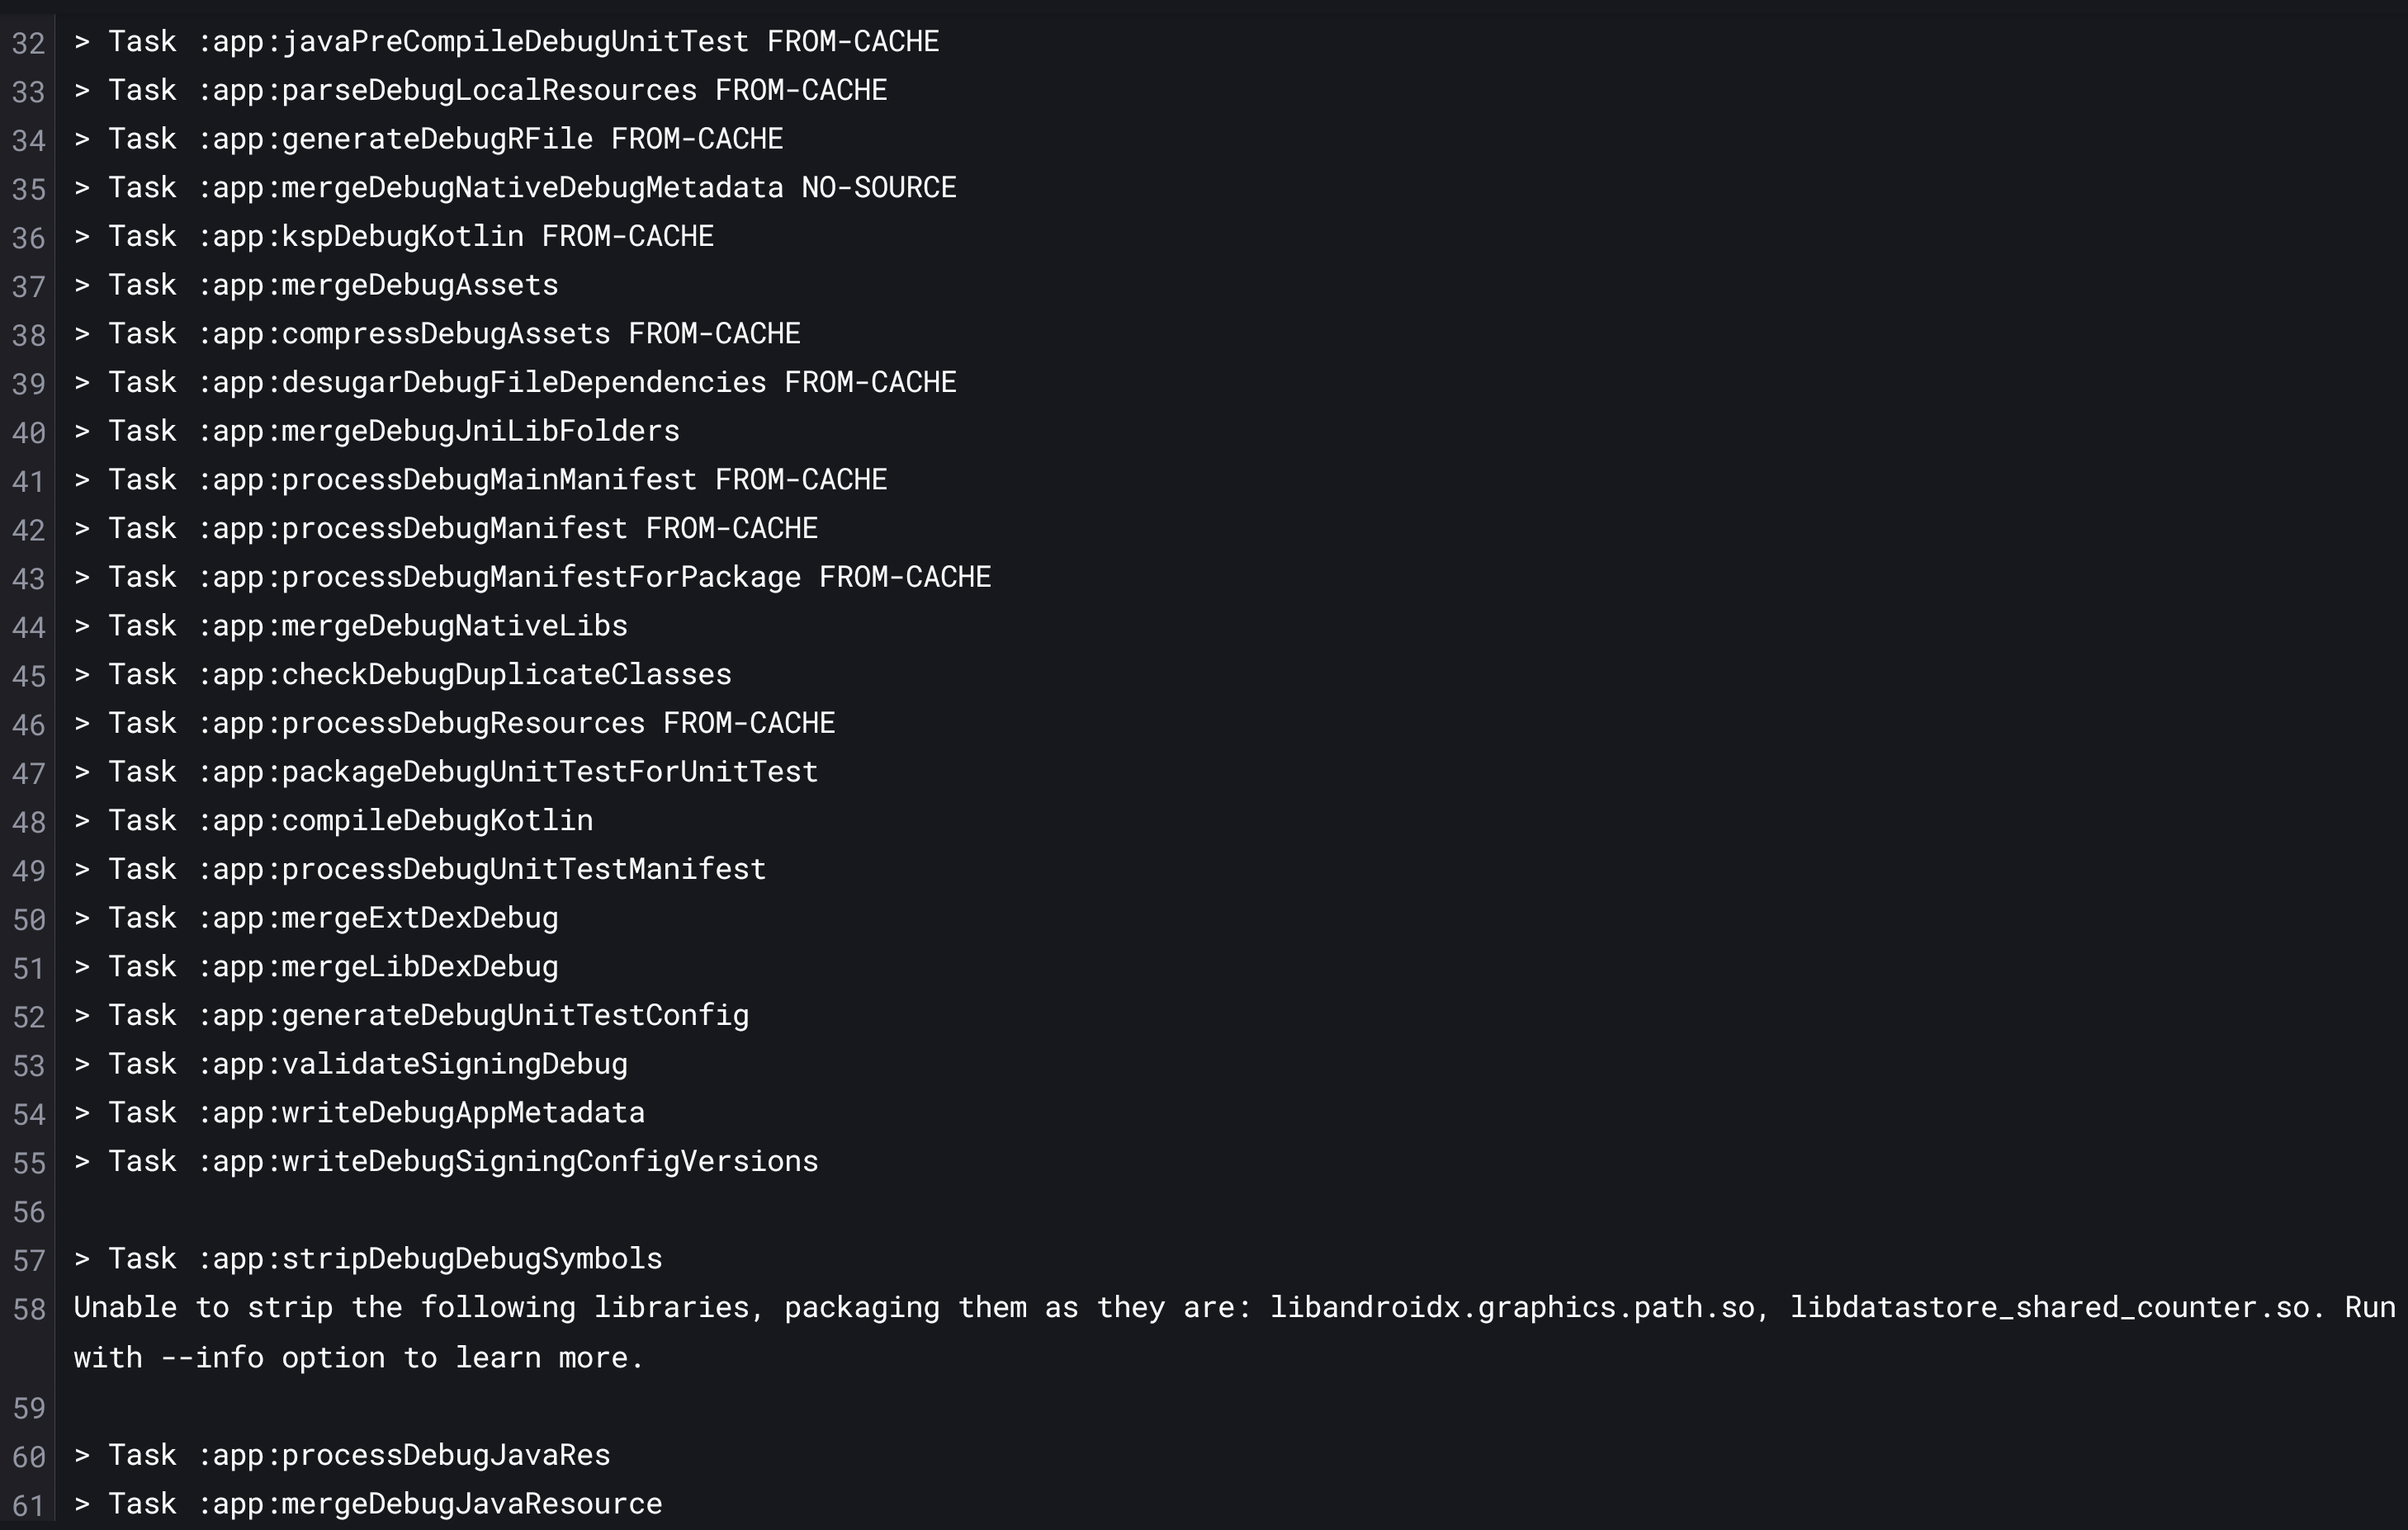 32 > Task :app:javaPreCompileDebugUnitTest FROM-CACHE
33 > Task :app:parseDebugLocalResources FROM-CACHE
34 > Task :app:generateDebugRFile FROM-CACHE
35 > Task :app:mergeDebugNativeDebugMetadata NO-SOURCE
36 > Task :app:kspDebugKotlin FROM-CACHE
37 > Task :app:mergeDebugAssets
38 > Task :app:compressDebugAssets FROM-CACHE
39 > Task :app:desugarDebugFileDependencies FROM-CACHE
40 > Task :app:mergeDebugJniLibFolders
41 > Task :app:processDebugMainManifest FROM-CACHE
42 > Task :app:processDebugManifest FROM-CACHE
43 > Task :app:processDebugManifestForPackage FROM-CACHE
44 > Task :app:mergeDebugNativeLibs
45 > Task :app:checkDebugDuplicateClasses
46 > Task :app:processDebugResources FROM-CACHE
47 > Task :app:packageDebugUnitTestForUnitTest
48 > Task :app:compileDebugKotlin
49 > Task :app:processDebugUnitTestManifest
50 > Task :app:mergeExtDexDebug
51 > Task :app:mergeLibDexDebug
52 > Task :app:generateDebugUnitTestConfig
53 > Task :app:validateSigningDebug
54 > Task :app:writeDebugAppMetadata
55 > Task :app:writeDebugSigningConfigVersions
56
57 > Task :app:stripDebugDebugSymbols
58 Unable to strip the following libraries, packaging them as they are: libandroidx.graphics.path.so, libdatastore_shared_counter.so. Run
with --info option to learn more.
59
60 > Task :app:processDebugJavaRes
61 > Task :app:mergeDebugJavaResource